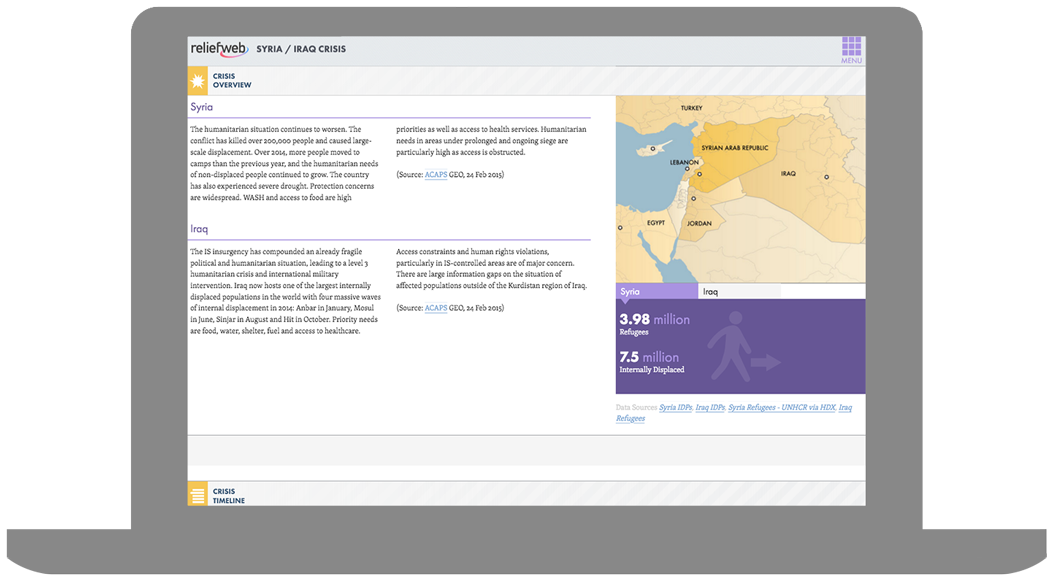 reliefweb SYRIA / IRAQ CRISIS
MENU
CRISIS
OVERVIEW
Syria
The humanitarian situation continues to worsen. The
conflict has killed over 200,000 people and caused large-
scale displacement. Over 2014, more people moved to
camps than the previous year, and the humanitarian needs
of non-displaced people continued to grow. The country
has also experienced severe drought. Protection concerns
are widespread. WASH and access to food are high
priorities as well as access to health services. Humanitarian
needs in areas under prolonged and ongoing siege are
particularly high as access is obstructed.
(Source: ACAPS GEO, 24 Feb 2015)
Iraq
The IS insurgency has compounded an already fragile
political and humanitarian situation, leading to a level 3
humanitarian crisis and international military
intervention. Iraq now hosts one of the largest internally
displaced populations in the world with four massive waves
of internal displacement in 2014: Anbar in January, Mosul
in June, Sinjar in August and Hit in October. Priority needs
are food, water, shelter, fuel and access to healthcare.
Access constraints and human rights violations,
particularly in IS-controlled areas are of major concern.
There are large information gaps on the situation of
affected populations outside of the Kurdistan region of Iraq.
(Source: ACAPS GEO, 24 Feb 2015)
TURKEY
SYRIAN ARAB REPUBLIC
LEBANON
IRAQ
EGYPT
JORDAN
Syria
Iraq
3.98 million
Refugees
7.5 million
Internally Displaced
Data Sources Syria IDPs, Iraq IDPs, Syria Refugees - UNHCR via HDX, Iraq
Refugees
CRISIS
TIMELINE